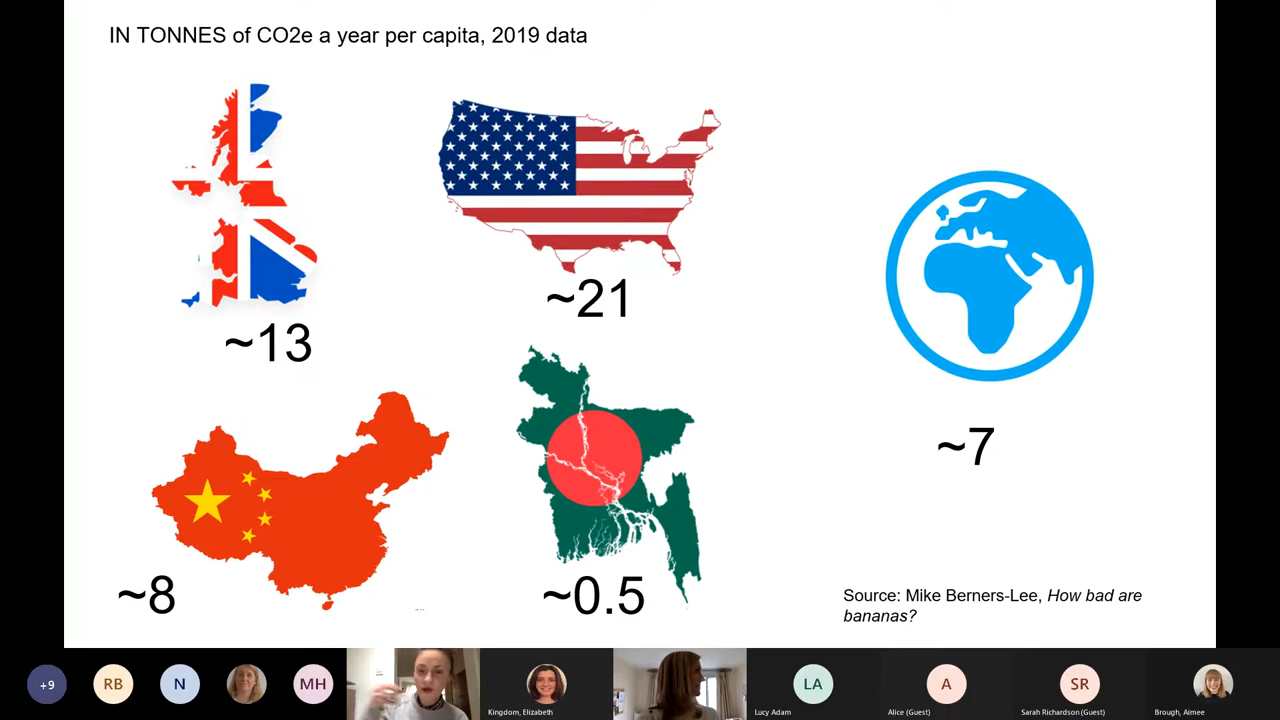 IN TONNES of CO2e a year per capita, 2019 data
~13
~21
~8
~0.5
~7
Source: Mike Berners-Lee, How bad are
bananas?
+9
RB
N
MH
Kingdom, Elizabeth
LA
Lucy Adam
A
Alice (Guest)
SR
Sarah Richardson (Guest)
Brough, Aimee